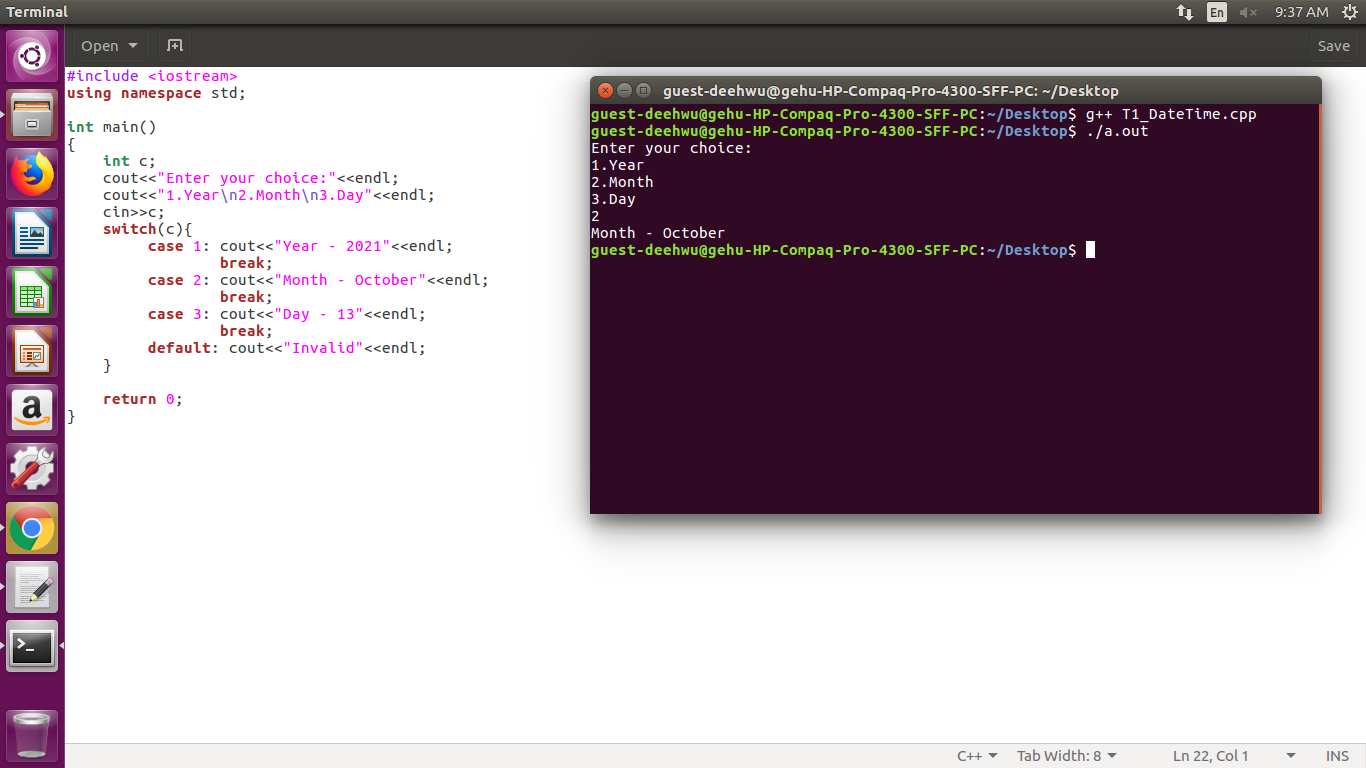 Terminal
En
9:37 AM
Open
Save
#include <iostream>
using namespace std;
int main()
{
int c;
cout<<"Enter your choice:"<<endl;
cout<<"1.Year\n2.Month\n3.Day"<<endl;
cin>>c;
switch(c){
case 1: cout<<"Year - 2021"<<endl;
break;
case 2: cout<<"Month - October"<<endl;
break;
case 3: cout<<"Day - 13"<<endl;
break;
default: cout<<"Invalid"<<endl;
}
return 0;
}
guest-deehwu@gehu-HP-Compaq-Pro-4300-SFF-PC: ~/Desktop
guest-deehwu@gehu-HP-Compaq-Pro-4300-SFF-PC:~/Desktop$ g++ T1_DateTime.cpp
guest-deehwu@gehu-HP-Compaq-Pro-4300-SFF-PC:~/Desktop$ ./a.out
Enter your choice:
1.Year
2.Month
3.Day
2
Month - October
guest-deehwu@gehu-HP-Compaq-Pro-4300-SFF-PC:~/Desktop$
a
>_
C++ Tab Width: 8 Ln 22, Col 1 INS